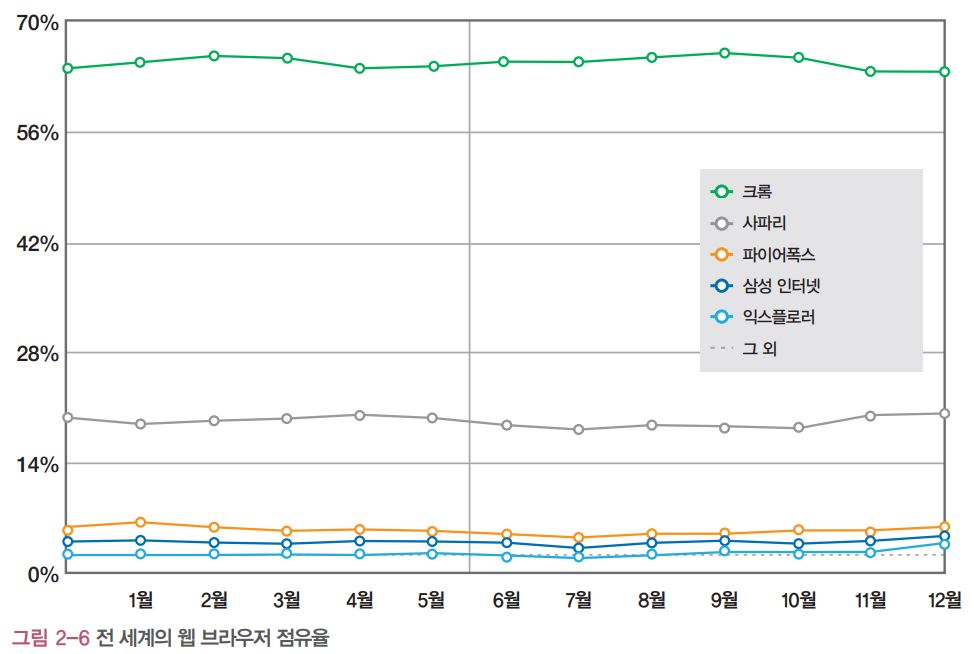 70%
56%
42%
28%
14%
0%
크롬
사파리
파이어폭스
삼성 인터넷
익스플로러
그 외
1월 2월 3월 4월 5월 6월 7월 8월 9월 10월 11월 12월
그림 2-6 전 세계의 웹 브라우저 점유율